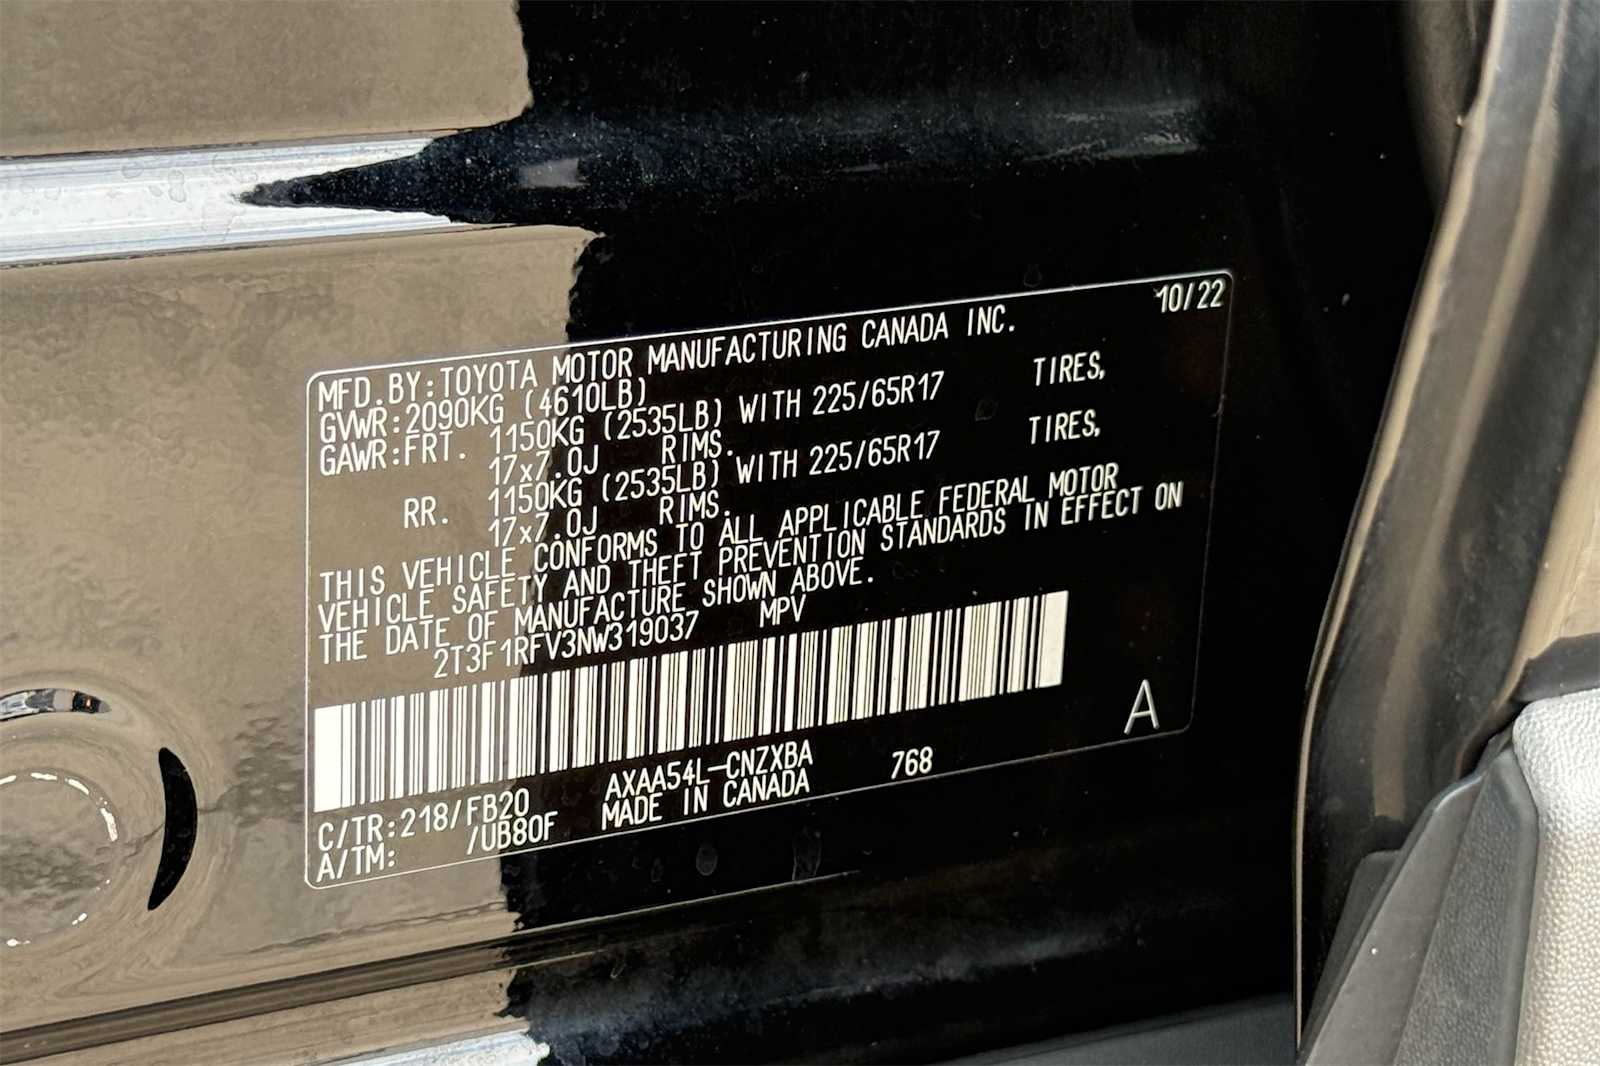 10/22
MFD.BY:TOYOTA MOTOR MANUFACTURING CANADA INC.
GVWR:2090KG (4610LB)
GAWR:FRT. 1150KG (2535LB) WITH 225/65R17 TIRES,
17x7.0J RIMS.
RR. 1150KG (2535LB) WITH 225/65R17 TIRES,
17x7.0J RIMS.
THIS VEHICLE CONFORMS TO ALL APPLICABLE FEDERAL MOTOR
VEHICLE SAFETY AND THEFT PREVENTION STANDARDS IN EFFECT ON
THE DATE OF MANUFACTURE SHOWN ABOVE.
2T3F1RFV3NW319037 MPV
A
C/TR:218/FB20 AXAA54L-CNZXBA 768
A/TM: /UB80F MADE IN CANADA